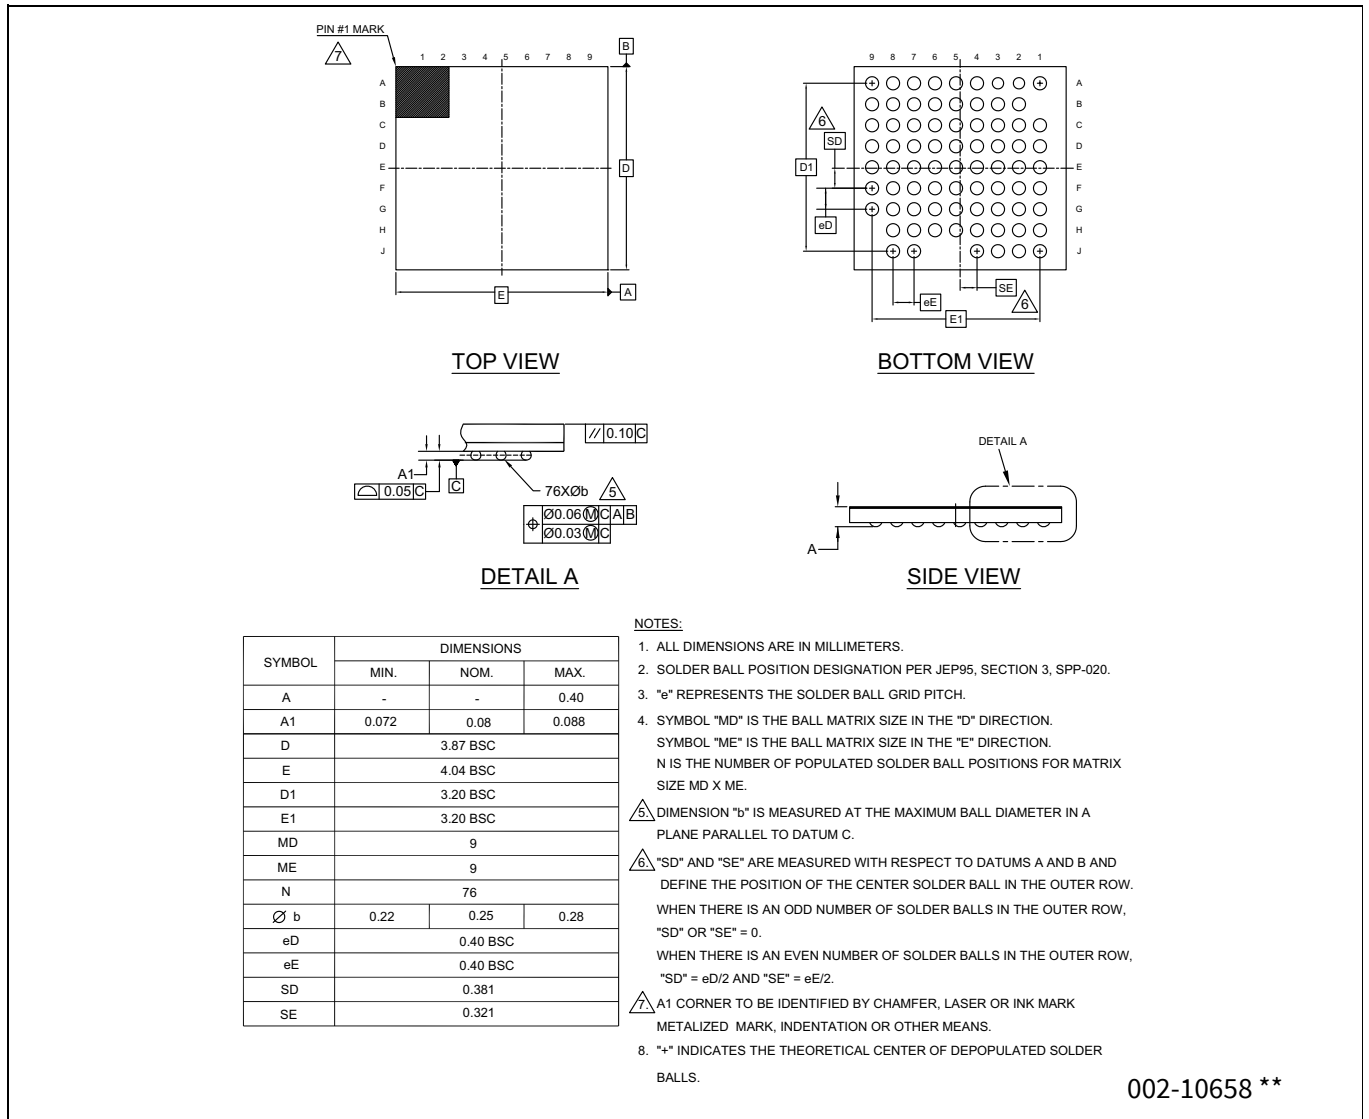 PIN #1 MARK
7
1 2 3 4 5 6 7 8 9
B
A
B
C
D
E
F
G
H
J
D
E
A
TOP VIEW
9 8 7 6 5 4 3 2 1
A
B
C
D
E
F
G
H
J
6
SD
D1
eD
SE
eE
6
E1
BOTTOM VIEW
// 0.10 C
A1
0.05 C
C
76XØb 5
Ø0.06 Ⓜ C A B
Ø0.03 Ⓜ C
DETAIL A
DETAIL A
A
SIDE VIEW
SYMBOL DIMENSIONS
MIN. NOM. MAX.
A - - 0.40
A1 0.072 0.08 0.088
D 3.87 BSC
E 4.04 BSC
D1 3.20 BSC
E1 3.20 BSC
MD 9
ME 9
N 76
Ø b 0.22 0.25 0.28
eD 0.40 BSC
eE 0.40 BSC
SD 0.381
SE 0.321
NOTES:
1. ALL DIMENSIONS ARE IN MILLIMETERS.
2. SOLDER BALL POSITION DESIGNATION PER JEP95, SECTION 3, SPP-020.
3. "e" REPRESENTS THE SOLDER BALL GRID PITCH.
4. SYMBOL "MD" IS THE BALL MATRIX SIZE IN THE "D" DIRECTION.
SYMBOL "ME" IS THE BALL MATRIX SIZE IN THE "E" DIRECTION.
N IS THE NUMBER OF POPULATED SOLDER BALL POSITIONS FOR MATRIX
SIZE MD X ME.
5. DIMENSION "b" IS MEASURED AT THE MAXIMUM BALL DIAMETER IN A
PLANE PARALLEL TO DATUM C.
6. "SD" AND "SE" ARE MEASURED WITH RESPECT TO DATUMS A AND B AND
DEFINE THE POSITION OF THE CENTER SOLDER BALL IN THE OUTER ROW.
WHEN THERE IS AN ODD NUMBER OF SOLDER BALLS IN THE OUTER ROW,
"SD" OR "SE" = 0.
WHEN THERE IS AN EVEN NUMBER OF SOLDER BALLS IN THE OUTER ROW,
"SD" = eD/2 AND "SE" = eE/2.
7. A1 CORNER TO BE IDENTIFIED BY CHAMFER, LASER OR INK MARK
METALIZED MARK, INDENTATION OR OTHER MEANS.
8. "+" INDICATES THE THEORETICAL CENTER OF DEPOPULATED SOLDER
BALLS.
002-10658 **